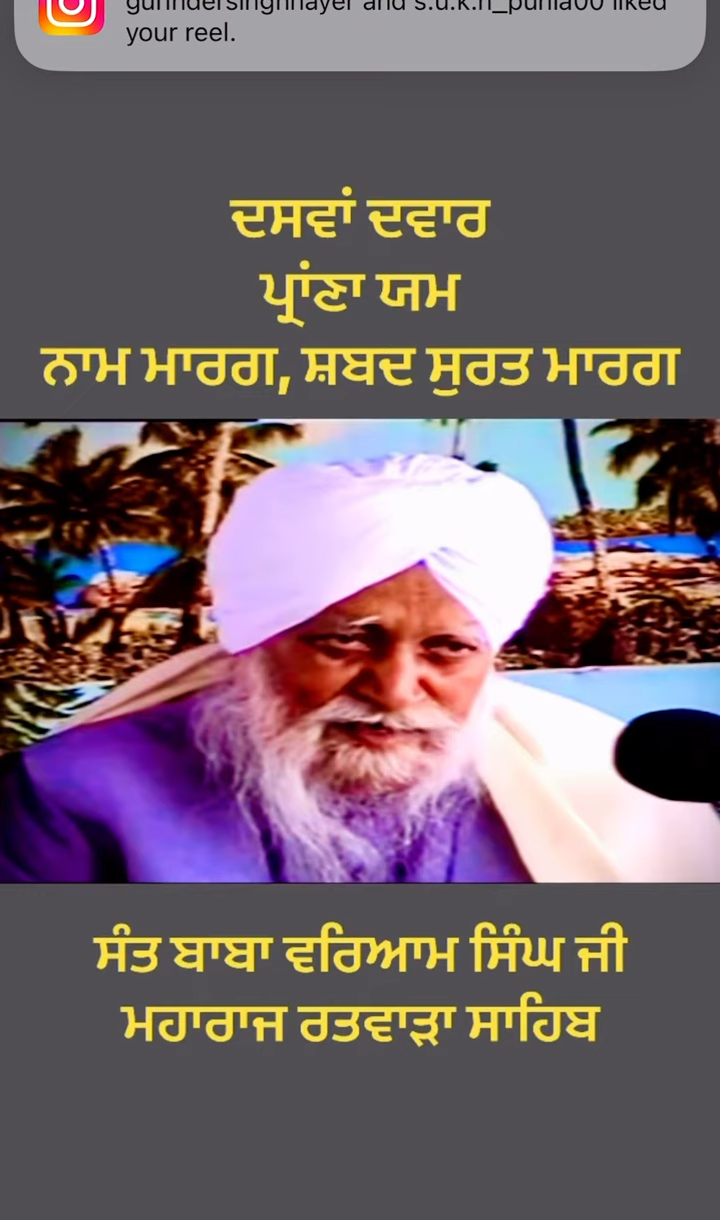 your reel.
ਦਸਵਾਂ ਦਵਾਰ
ਪ੍ਰਾਂਣਾ ਯਮ
ਨਾਮ ਮਾਰਗ, ਸ਼ਬਦ ਸੁਰਤ ਮਾਰਗ
ਸੰਤ ਬਾਬਾ ਵਰਿਆਮ ਸਿੰਘ ਜੀ
ਮਹਾਰਾਜ ਰਤਵਾੜਾ ਸਾਹਿਬ